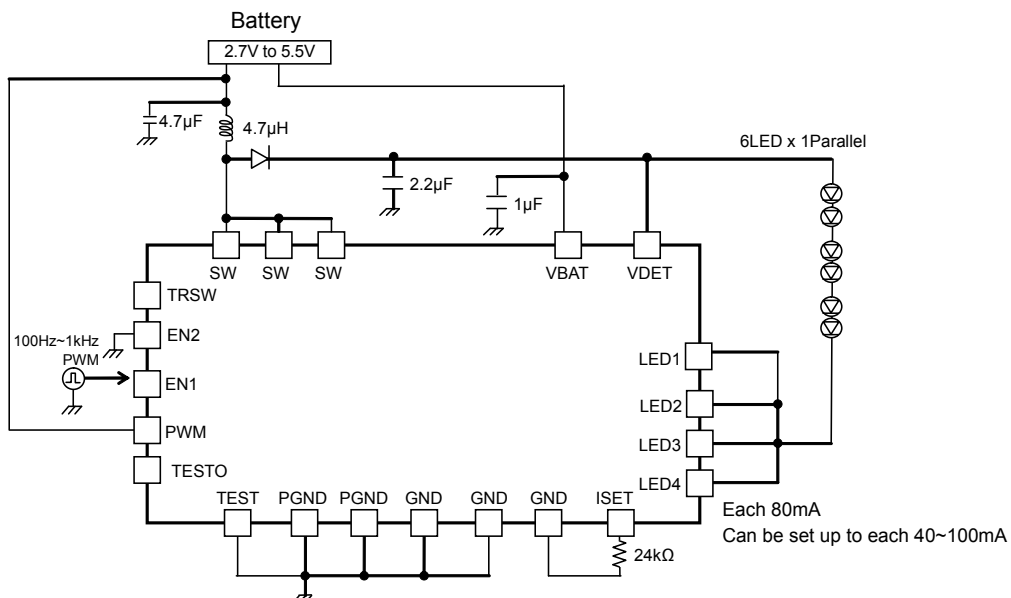 Battery
2.7V to 5.5V
4.7µF
4.7µH
6LED x 1Parallel
2.2µF
1µF
SW
SW
SW
VBAT
VDET
TRSW
EN2
100Hz~1kHz
PWM
EN1
PWM
TESTO
LED1
LED2
LED3
LED4
TEST
PGND
PGND
GND
GND
GND
ISET
24kΩ
Each 80mA
Can be set up to each 40~100mA